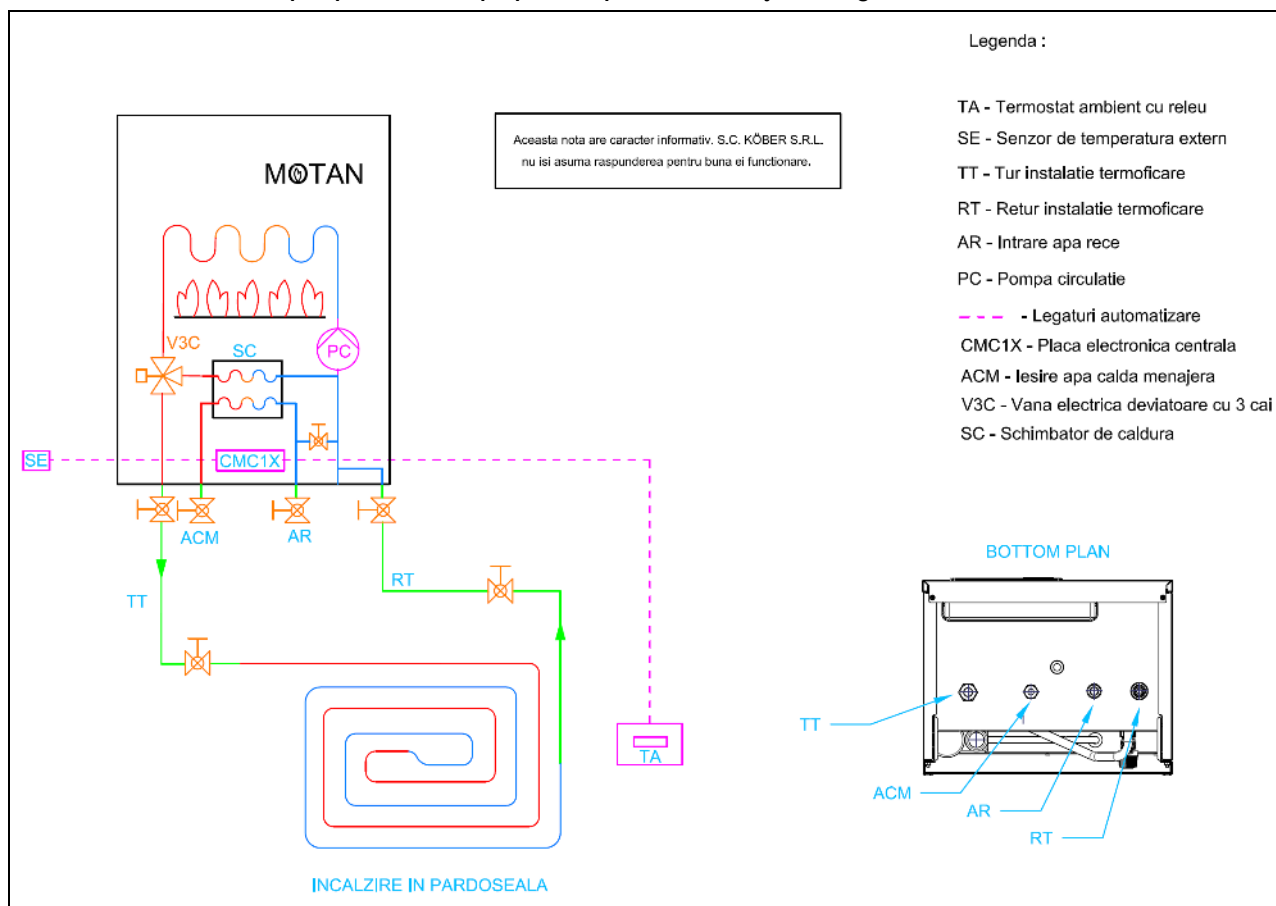 Legenda :
TA - Termostat ambient cu releu
SE - Senzor de temperatura extern
TT - Tur instalatie termoficare
RT - Retur instalatie termoficare
AR - Intrare apa rece
PC - Pompa circulatie
- Legaturi automatizare
CMC1X - Placa electronica centrala
ACM - Iesire apa calda menajera
V3C - Vana electrica deviatoare cu 3 cai
SC - Schimbator de caldura
Aceasta nota are caracter informativ. S.C. KÖBER S.R.L.
nu isi asuma raspunderea pentru buna ei functionare.
MOTAN
V3C
SC
PC
SE
CMC1X
ACM
AR
TT
RT
TA
INCALZIRE IN PARDOSEALA
BOTTOM PLAN
TT
ACM
AR
RT